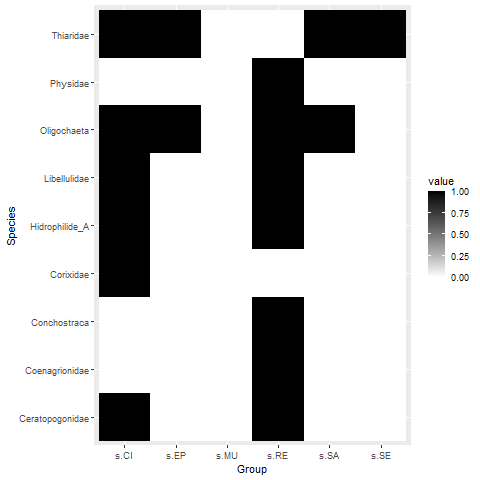 Species
Thiaridae
Physidae
Oligochaeta
Libellulidae
Hidrophilide_A
Corixidae
Conchostraca
Coenagrionidae
Ceratopogonidae
s.CI s.EP s.MU s.RE s.SA s.SE
Group
value
1.00
0.75
0.50
0.25
0.00